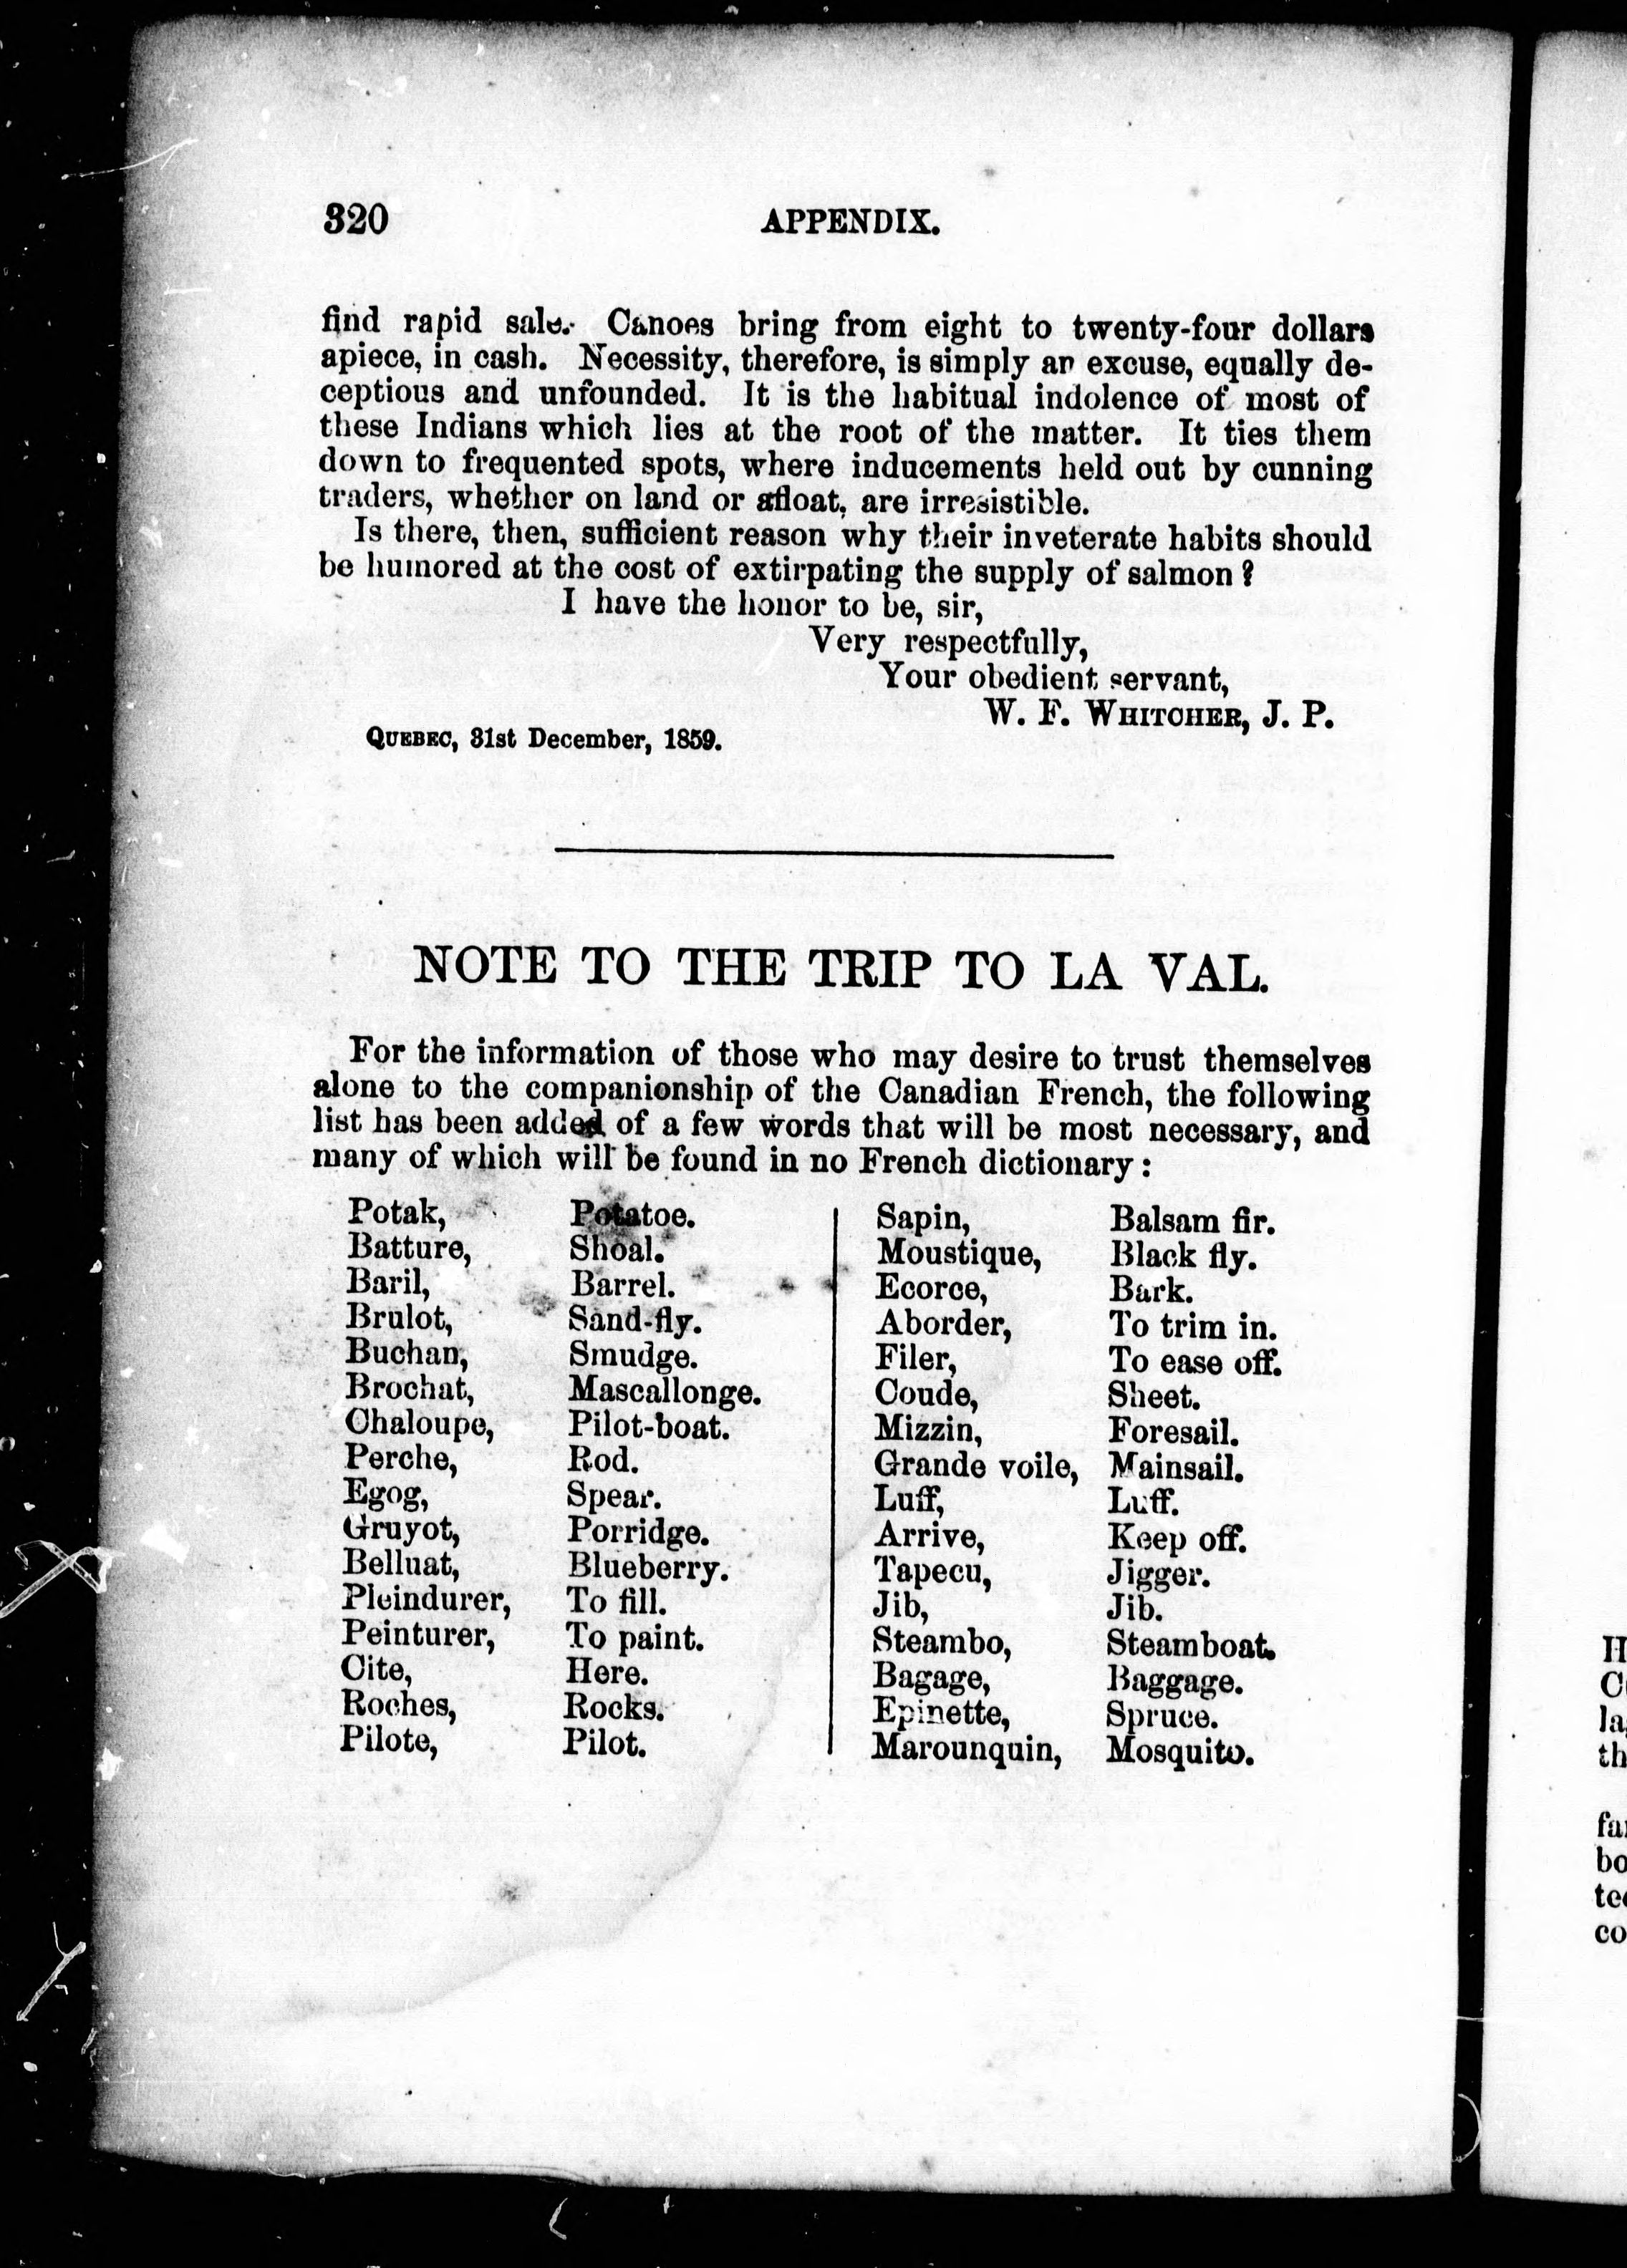 320 APPENDIX.
find rapid sale. Canoes bring from eight to twenty-four dollars
apiece, in cash. Necessity, therefore, is simply an excuse, equally de-
ceptious and unfounded. It is the habitual indolence of most of
these Indians which lies at the root of the matter. It ties them
down to frequented spots, where inducements held out by cunning
traders, whether on land or afloat, are irresistible.
Is there, then, sufficient reason why their inveterate habits should
be humored at the cost of extirpating the supply of salmon?
I have the honor to be, sir,
Very respectfully,
Your obedient servant,
W. F. WHITCHER, J. P.
QUEBEC, 31st December, 1859.
NOTE TO THE TRIP TO LA VAL.
For the information of those who may desire to trust themselves
alone to the companionship of the Canadian French, the following
list has been added of a few words that will be most necessary, and
many of which will be found in no French dictionary:
Potak, Potatoe.
Batture, Shoal.
Baril, Barrel.
Brulot, Sand-fly.
Buchan, Smudge.
Brochat, Mascallonge.
Chaloupe, Pilot-boat.
Perche, Rod.
Egog, Spear.
Gruyot, Porridge.
Belluat, Blueberry.
Pleindurer, To fill.
Peinturer, To paint.
Cite, Here.
Roches, Rocks.
Pilote, Pilot.
Sapin, Balsam fir.
Moustique, Black fly.
Ecorce, Bark.
Aborder, To trim in.
Filer, To ease off.
Coude, Sheet.
Mizzin, Foresail.
Grande voile, Mainsail.
Luff, Luff.
Arrive, Keep off.
Tapecu, Jigger.
Jib, Jib.
Steambo, Steamboat.
Bagage, Baggage.
Epinette, Spruce.
Marounquin, Mosquito.